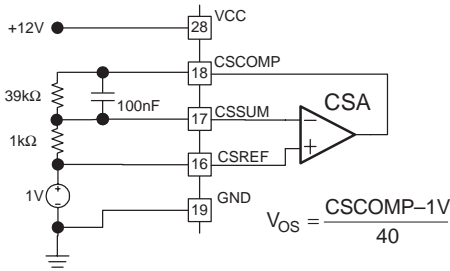 VCC
+12V
28
CSCOMP
18
39kΩ
100nF
CSSUM
17
CSA
1kΩ
CSREF
16
1V
GND
19
V_OS = CSCOMP–1V / 40